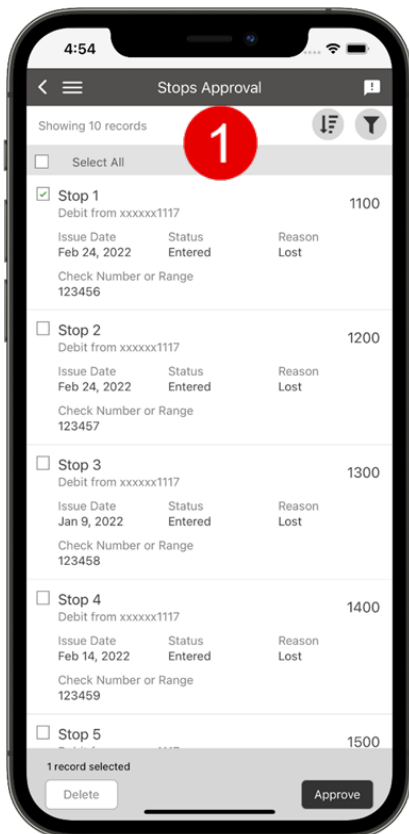 4:54
Stops Approval
Showing 10 records
1
Select All
Stop 1
1100
Debit from xxxxxx1117
Issue Date Status Reason
Feb 24, 2022 Entered Lost
Check Number or Range
123456
Stop 2
1200
Debit from xxxxxx1117
Issue Date Status Reason
Feb 24, 2022 Entered Lost
Check Number or Range
123457
Stop 3
1300
Debit from xxxxxx1117
Issue Date Status Reason
Jan 9, 2022 Entered Lost
Check Number or Range
123458
Stop 4
1400
Debit from xxxxxx1117
Issue Date Status Reason
Feb 14, 2022 Entered Lost
Check Number or Range
123459
Stop 5
1500
1 record selected
Delete Approve